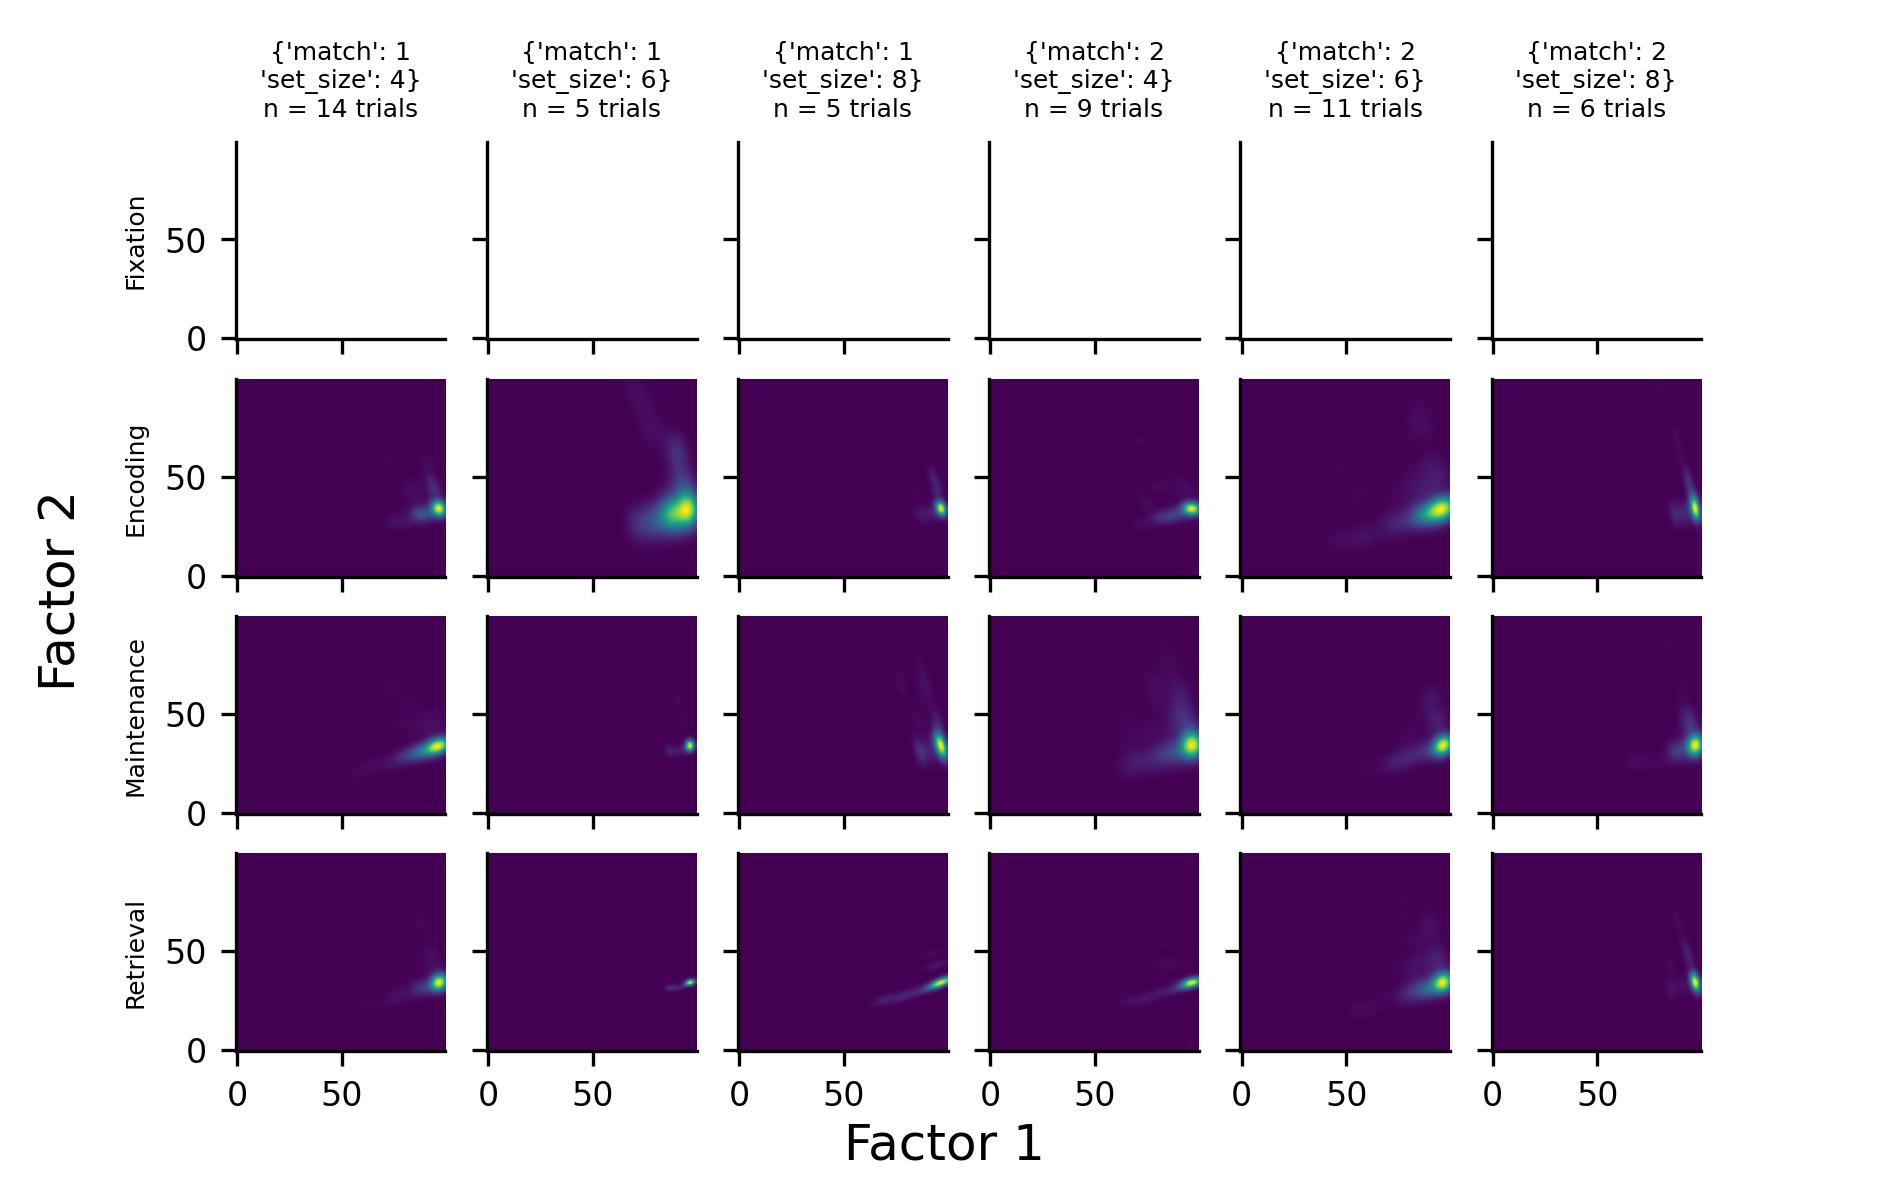 {'match': 1
'set_size': 4}
n = 14 trials
{'match': 1
'set_size': 6}
n = 5 trials
{'match': 1
'set_size': 8}
n = 5 trials
{'match': 2
'set_size': 4}
n = 9 trials
{'match': 2
'set_size': 6}
n = 11 trials
{'match': 2
'set_size': 8}
n = 6 trials
Factor 2
Fixation
50
0
Encoding
50
0
Maintenance
50
0
Retrieval
50
0
0 50 0 50 0 50 0 50 0 50 0 50
Factor 1